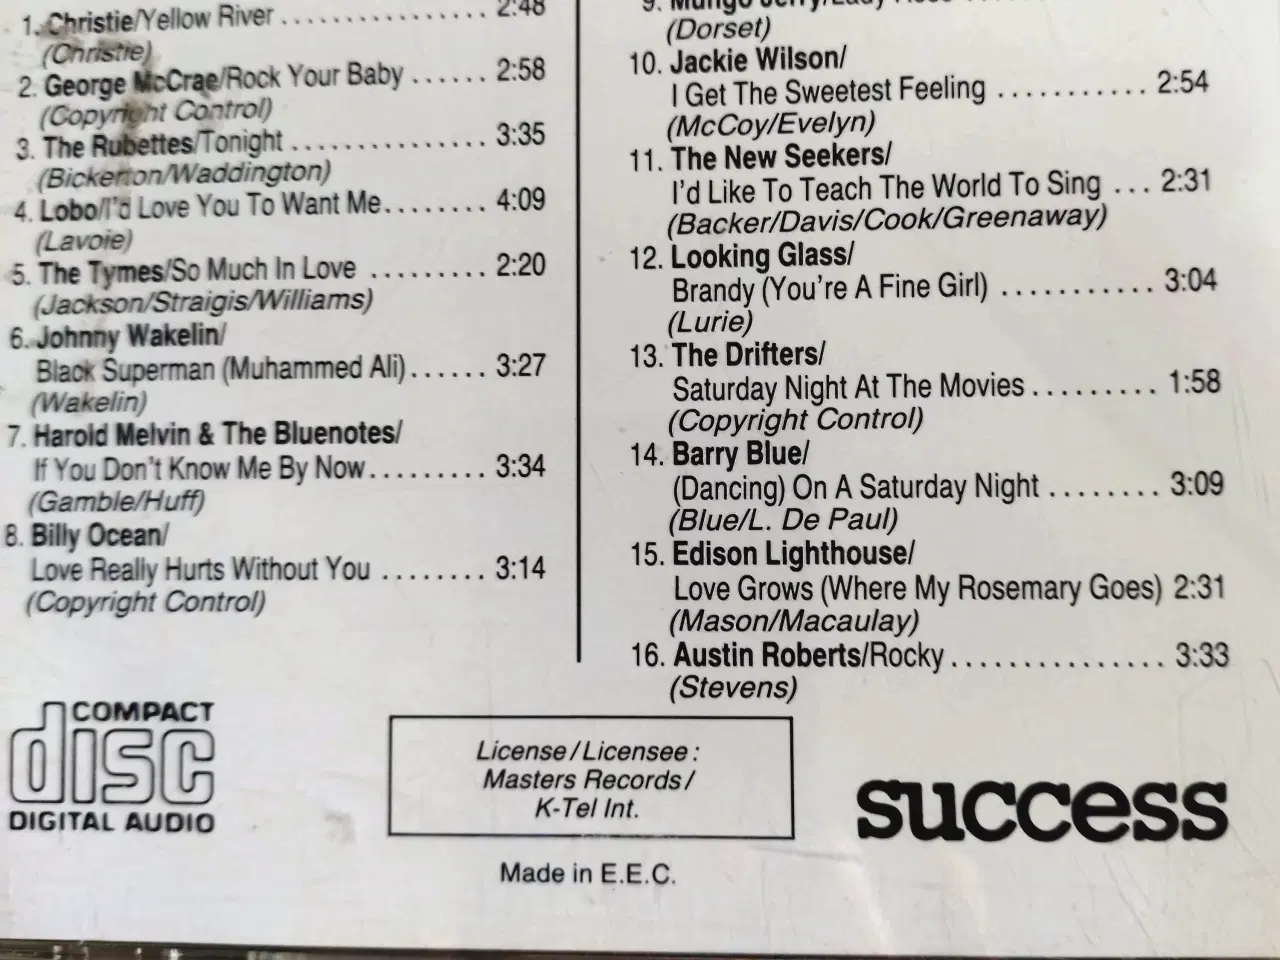 1. Christie/Yellow River ............... 2:48
(Christie)
2. George McCrae/Rock Your Baby ...... 2:58
(Copyright Control)
3. The Rubettes/Tonight ............... 3:35
(Bickerton/Waddington)
4. Lobo/I'd Love You To Want Me........ 4:09
(Lavoie)
5. The Tymes/So Much In Love ......... 2:20
(Jackson/Straigis/Williams)
6. Johnny Wakelin/
Black Superman (Muhammed Ali)...... 3:27
(Wakelin)
7. Harold Melvin & The Bluenotes/
If You Don't Know Me By Now......... 3:34
(Gamble/Huff)
8. Billy Ocean/
Love Really Hurts Without You ........ 3:14
(Copyright Control)
9. Mungo Jerry/Lady
(Dorset)
10. Jackie Wilson/
I Get The Sweetest Feeling ........... 2:54
(McCoy/Evelyn)
11. The New Seekers/
I'd Like To Teach The World To Sing ... 2:31
(Backer/Davis/Cook/Greenaway)
12. Looking Glass/
Brandy (You're A Fine Girl) ........... 3:04
(Lurie)
13. The Drifters/
Saturday Night At The Movies ......... 1:58
(Copyright Control)
14. Barry Blue/
(Dancing) On A Saturday Night ........ 3:09
(Blue/L. De Paul)
15. Edison Lighthouse/
Love Grows (Where My Rosemary Goes) 2:31
(Mason/Macaulay)
16. Austin Roberts/Rocky ............... 3:33
(Stevens)
COMPACT
disc
DIGITAL AUDIO
License/Licensee:
Masters Records/
K-Tel Int.
Made in E.E.C.
success